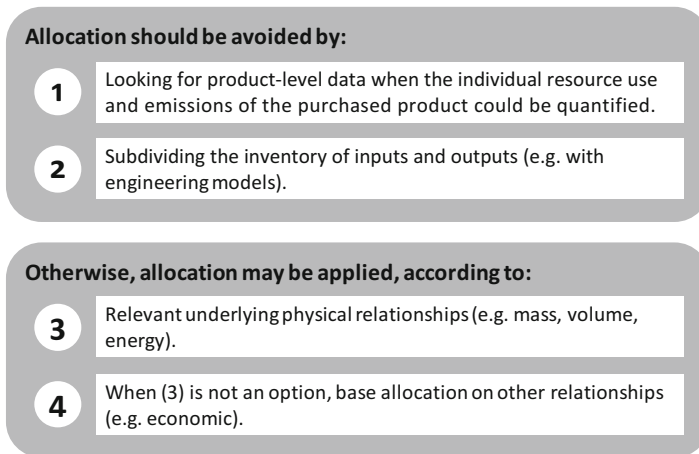 Allocation should be avoided by:
1
Looking for product-level data when the individual resource use
and emissions of the purchased product could be quantified.
2
Subdividing the inventory of inputs and outputs (e.g. with
engineering models).
Otherwise, allocation may be applied, according to:
3
Relevant underlying physical relationships (e.g. mass, volume,
energy).
4
When (3) is not an option, base allocation on other relationships
(e.g. economic).